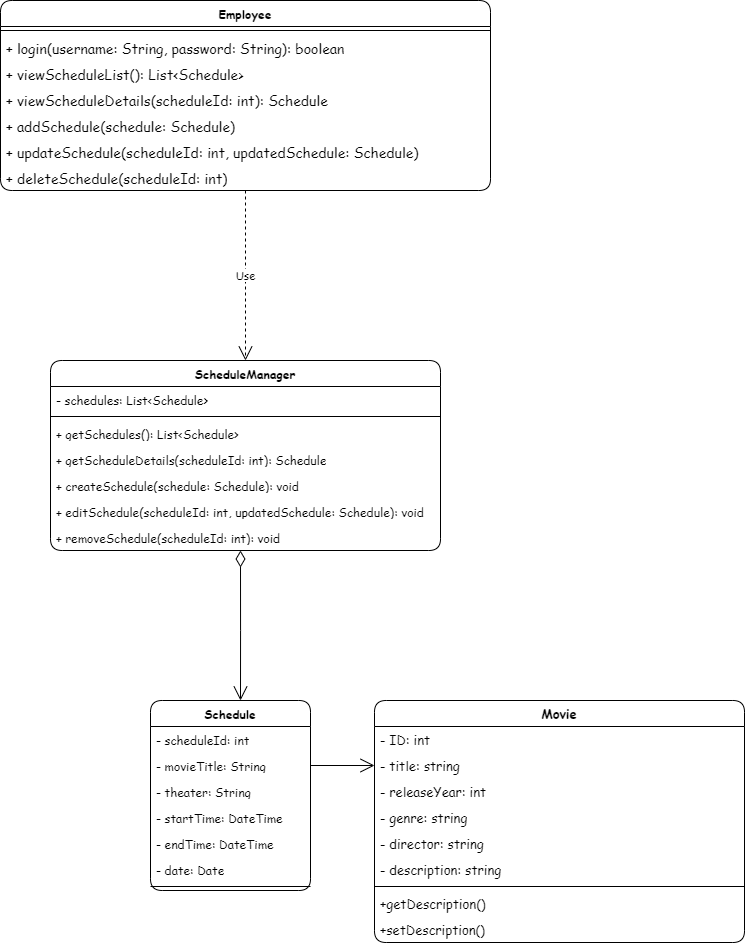 Employee
+ login(username: String, password: String): boolean
+ viewScheduleList(): List<Schedule>
+ viewScheduleDetails(scheduleId: int): Schedule
+ addSchedule(schedule: Schedule)
+ updateSchedule(scheduleId: int, updatedSchedule: Schedule)
+ deleteSchedule(scheduleId: int)
Use
ScheduleManager
- schedules: List<Schedule>
+ getSchedules(): List<Schedule>
+ getScheduleDetails(scheduleId: int): Schedule
+ createSchedule(schedule: Schedule): void
+ editSchedule(scheduleId: int, updatedSchedule: Schedule): void
+ removeSchedule(scheduleId: int): void
Schedule
- scheduleId: int
- movieTitle: String
- theater: String
- startTime: DateTime
- endTime: DateTime
- date: Date
Movie
- ID: int
- title: string
- releaseYear: int
- genre: string
- director: string
- description: string
+getDescription()
+setDescription()